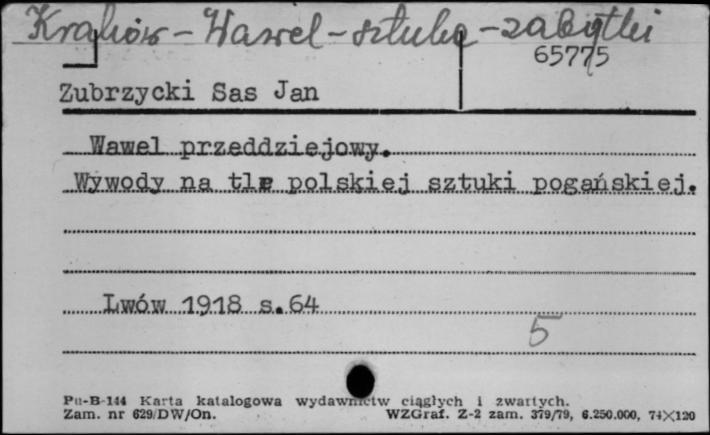 Kraków – Wawel – sztuka – zabytki
65775
Zubrzycki Sas Jan
Wawel przeddziejowy.
Wywody na tle polskiej sztuki pogańskiej.
Lwów 1918 s.64
5
Pu-B-144 Karta katalogowa wydawnictw ciągłych i zwartych.
Zam. nr 629/DW/On. WZGraf. Z-2 zam. 379/79, 6.250.000, 74×120